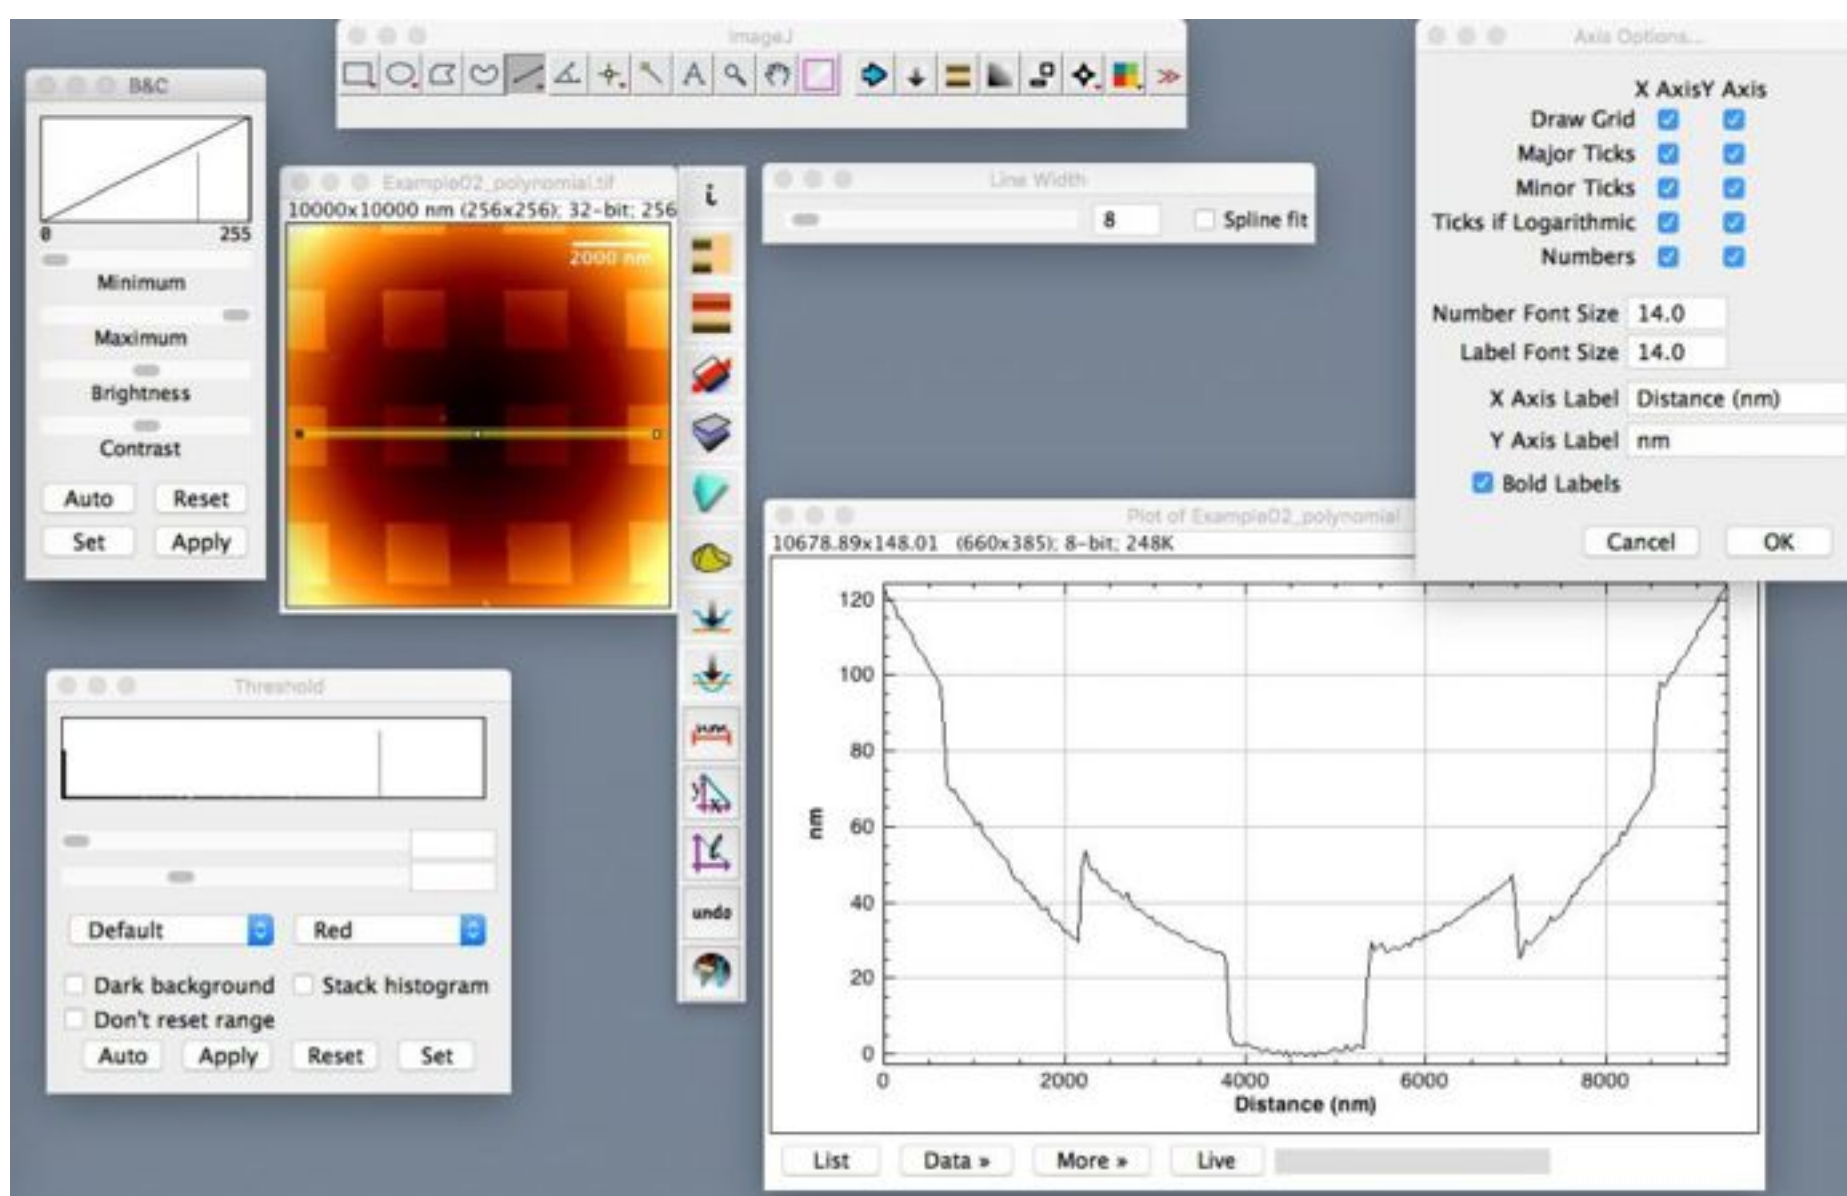 ImageJ
B&C
0 255
Minimum
Maximum
Brightness
Contrast
Auto Reset
Set Apply
Example02_polynomial.tif
10000x10000 nm (256x256); 32-bit; 256
2000 nm
i
undo
Line Width
8 Spline fit
Axis Options...
X Axis Y Axis
Draw Grid
Major Ticks
Minor Ticks
Ticks if Logarithmic
Numbers
Number Font Size 14.0
Label Font Size 14.0
X Axis Label Distance (nm)
Y Axis Label nm
Bold Labels
Cancel OK
Threshold
Default Red
Dark background Stack histogram
Don't reset range
Auto Apply Reset Set
Plot of Example02_polynomial
10678.89x148.01 (660x385); 8-bit; 248K
120
100
80
60
40
20
0
nm
0 2000 4000 6000 8000
Distance (nm)
List Data » More » Live